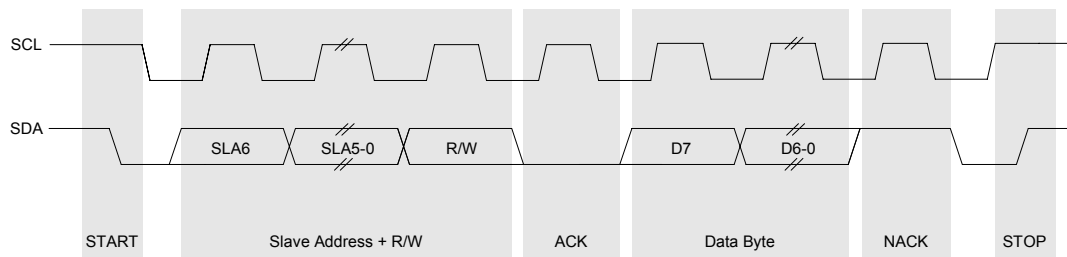 SCL
SDA
SLA6 SLA5-0 R/W D7 D6-0
START Slave Address + R/W ACK Data Byte NACK STOP